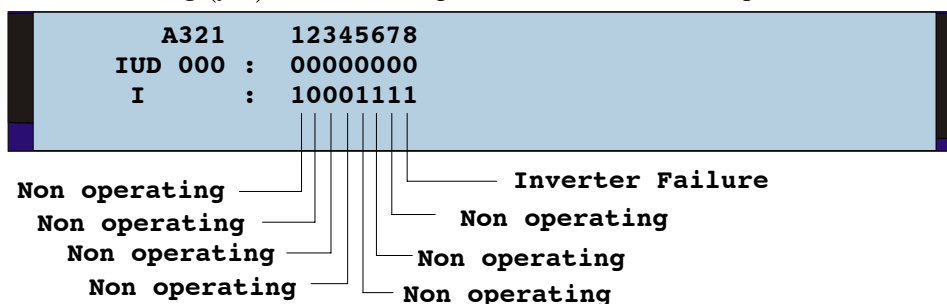 A321 12345678
IUD 000 : 00000000
I : 10001111
Non operating Inverter Failure
Non operating Non operating
Non operating Non operating
Non operating Non operating